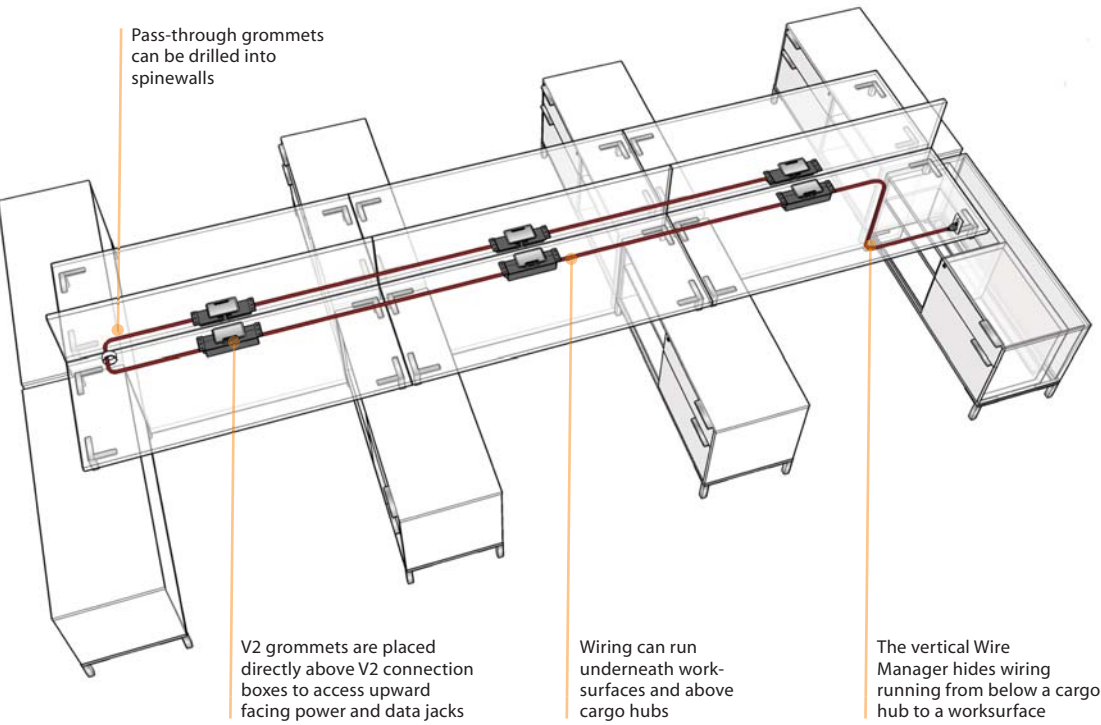 Pass-through grommets
can be drilled into
spinewalls
V2 grommets are placed
directly above V2 connection
boxes to access upward
facing power and data jacks
Wiring can run
underneath work-
surfaces and above
cargo hubs
The vertical Wire
Manager hides wiring
running from below a cargo
hub to a worksurface